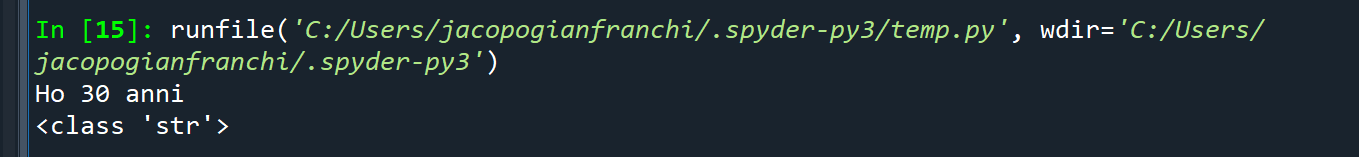 In [15]: runfile('C:/Users/jacopogianfranchi/.spyder-py3/temp.py', wdir='C:/Users/
jacopogianfranchi/.spyder-py3')
Ho 30 anni
<class 'str'>